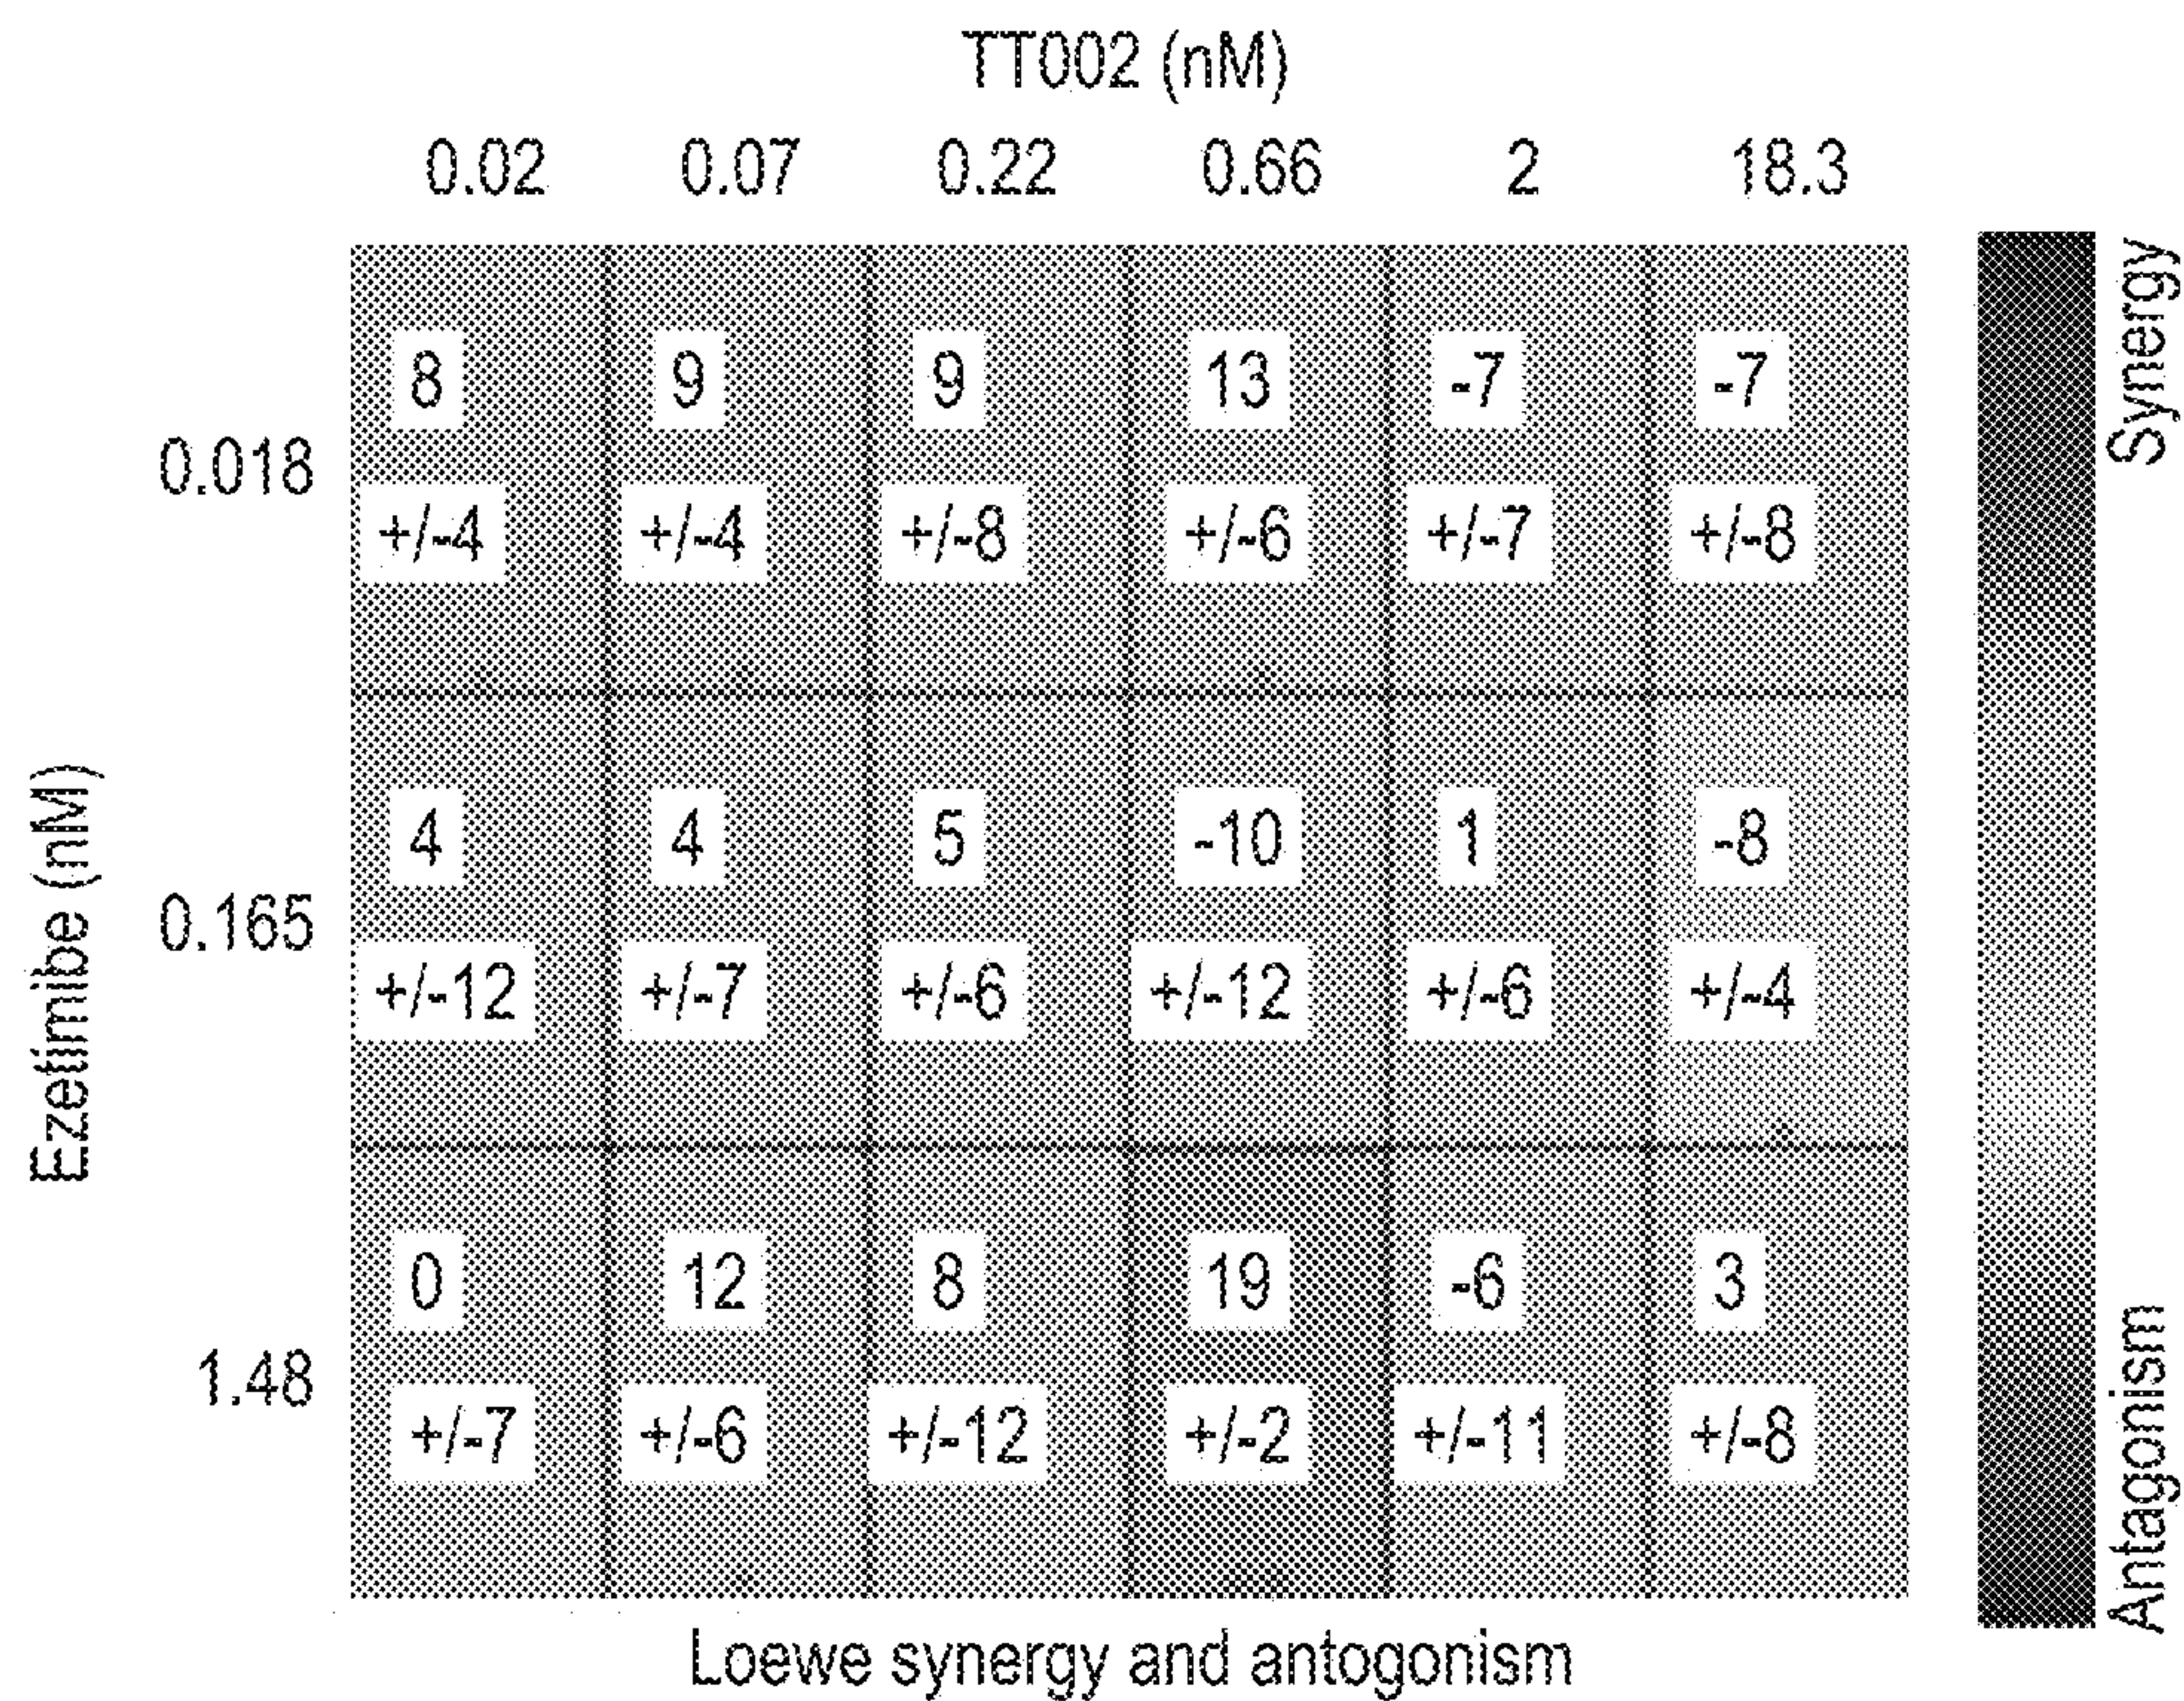 TT002 (nM)
0.02 0.07 0.22 0.66 2 18.3
8 9 9 13 -7 -7
0.018
+/-4 +/-4 +/-8 +/-6 +/-7 +/-8
4 4 5 -10 1 -8
0.165
+/-12 +/-7 +/-6 +/-12 +/-6 +/-4
0 12 8 19 -6 3
1.48
+/-7 +/-6 +/-12 +/-2 +/-11 +/-8
Ezetimibe (nM)
Synergy
Antagonism
Loewe synergy and antogonism